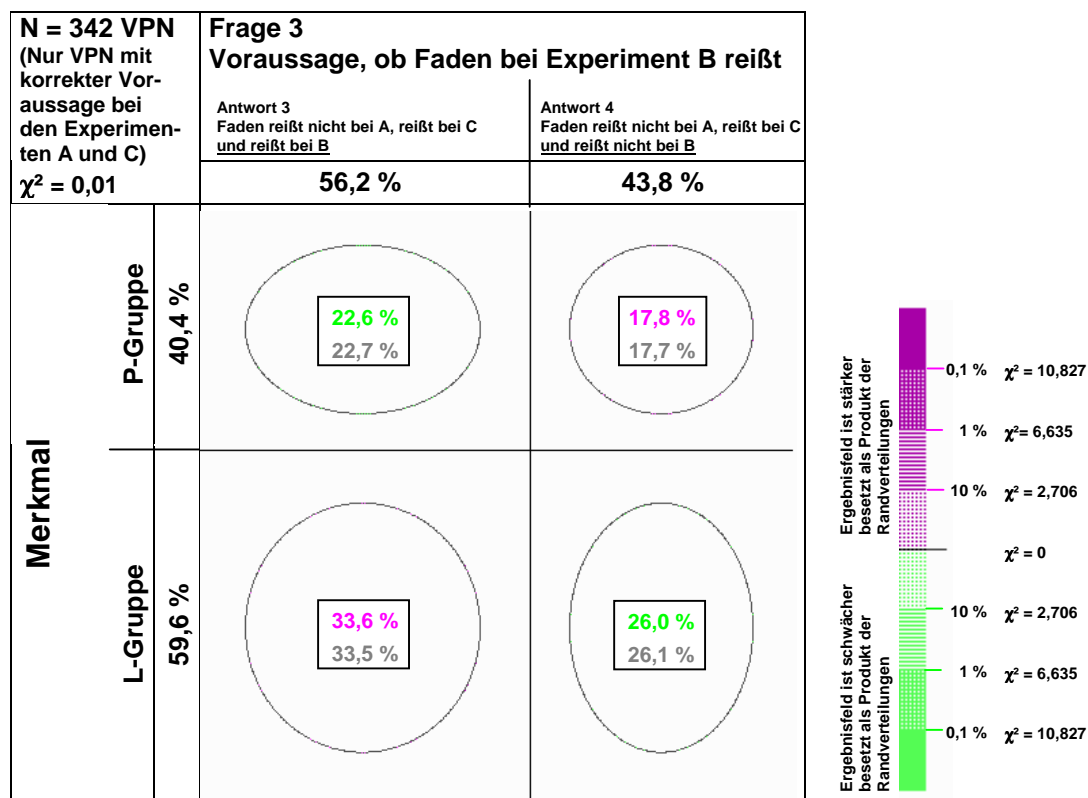 N = 342 VPN
(Nur VPN mit
korrekter Vor-
aussage bei
den Experimen-
ten A und C)
χ² = 0,01
Frage 3
Voraussage, ob Faden bei Experiment B reißt
Antwort 3
Faden reißt nicht bei A, reißt bei C
und reißt bei B
Antwort 4
Faden reißt nicht bei A, reißt bei C
und reißt nicht bei B
56,2 %
43,8 %
Merkmal
P-Gruppe
40,4 %
22,6 %
22,7 %
17,8 %
17,7 %
L-Gruppe
59,6 %
33,6 %
33,5 %
26,0 %
26,1 %
Ergebnisfeld ist stärker
besetzt als Produkt der
Randverteilungen
0,1 % χ² = 10,827
1 % χ²= 6,635
10 % χ² = 2,706
χ² = 0
Ergebnisfeld ist schwächer
besetzt als Produkt der
Randverteilungen
10 % χ² = 2,706
1 % χ² = 6,635
0,1 % χ² = 10,827